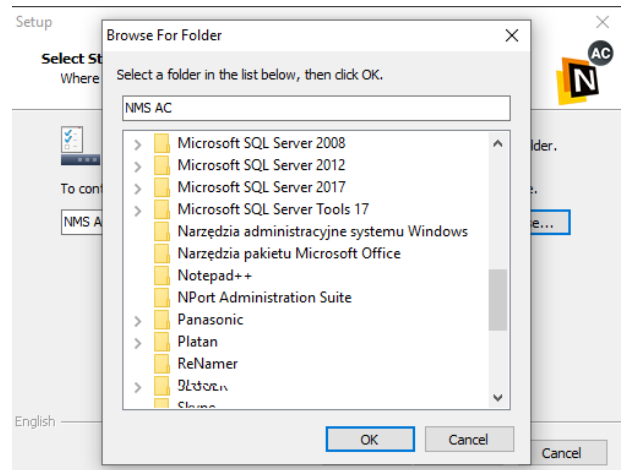 Setup
Browse For Folder
Select St
Where
AC
N
Select a folder in the list below, then click OK.
NMS AC
Microsoft SQL Server 2008
lder.
Microsoft SQL Server 2012
Microsoft SQL Server 2017
To cont
e.
Microsoft SQL Server Tools 17
NMS A
e...
Narzędzia administracyjne systemu Windows
Narzędzia pakietu Microsoft Office
Notepad++
NPort Administration Suite
Panasonic
Platan
ReNamer
Skype
English
OK
Cancel
Cancel